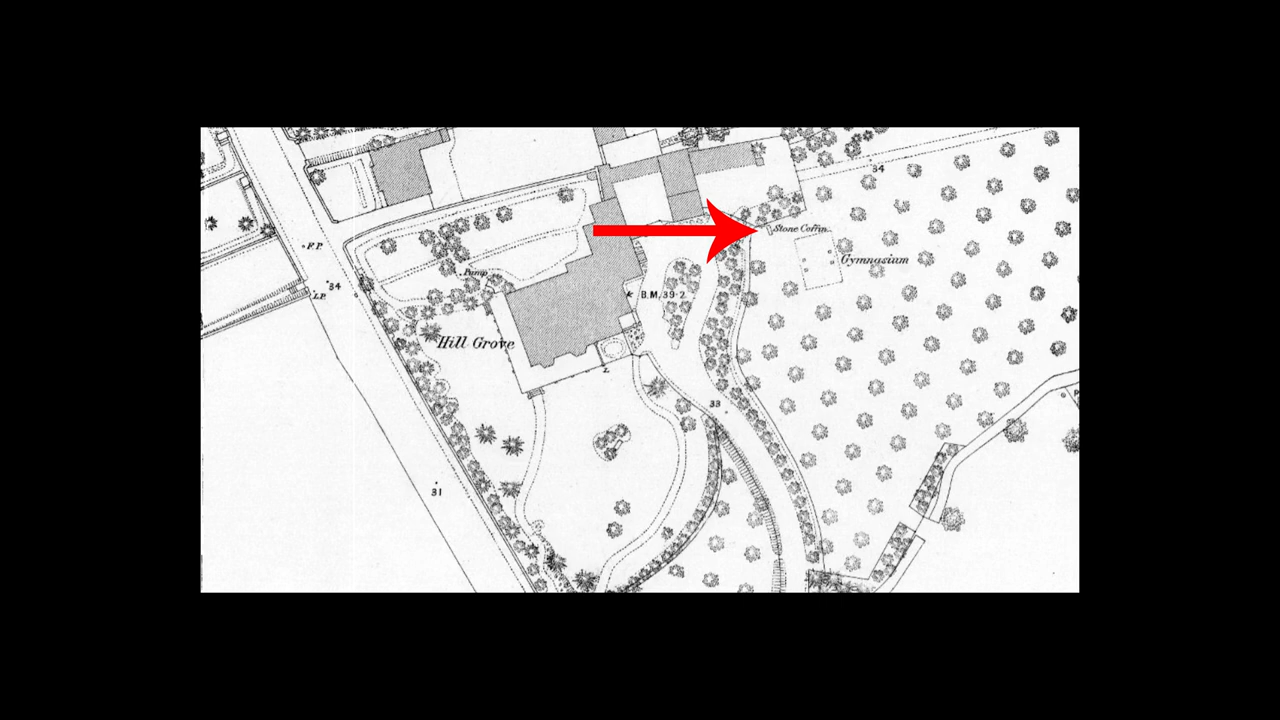 34
Stone Coffin
F.P.
Gymnasium
Pump
34
L.P.
B.M. 39·2
Hill Grove
L
P
33
31